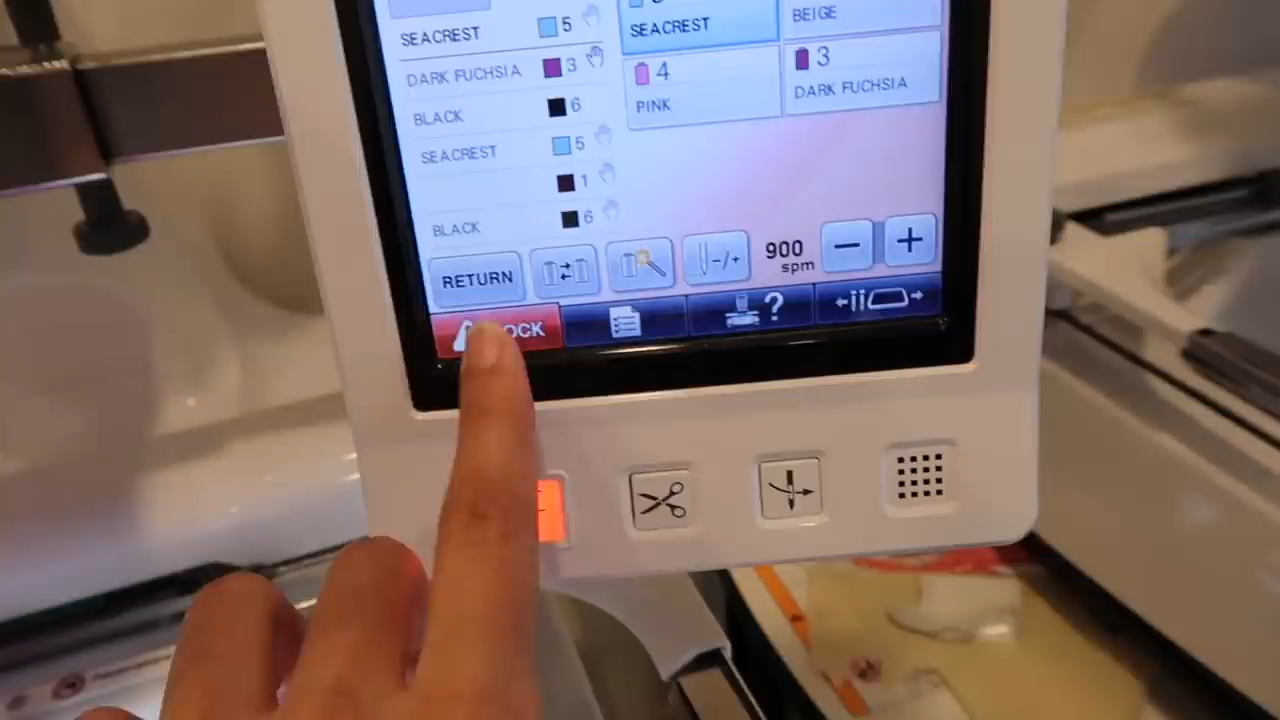 SEACREST 5
DARK FUCHSIA 3
BLACK 6
SEACREST 5
1
BLACK 6
SEACREST
BEIGE
4
PINK
3
DARK FUCHSIA
RETURN
-/+
900
spm
− +
?